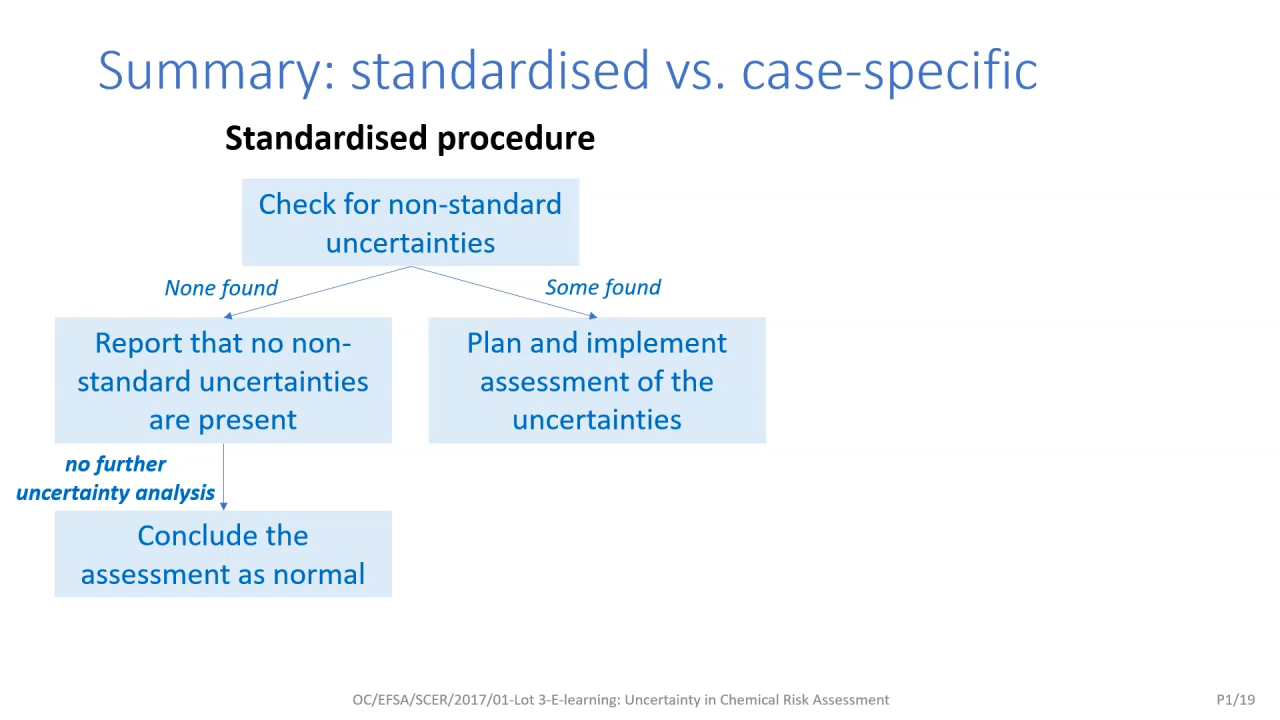 Summary: standardised vs. case-specific
Standardised procedure
Check for non-standard
uncertainties
None found
Some found
Report that no non-
standard uncertainties
are present
Plan and implement
assessment of the
uncertainties
no further
uncertainty analysis
Conclude the
assessment as normal
OC/EFSA/SCER/2017/01-Lot 3-E-learning: Uncertainty in Chemical Risk Assessment
P1/19